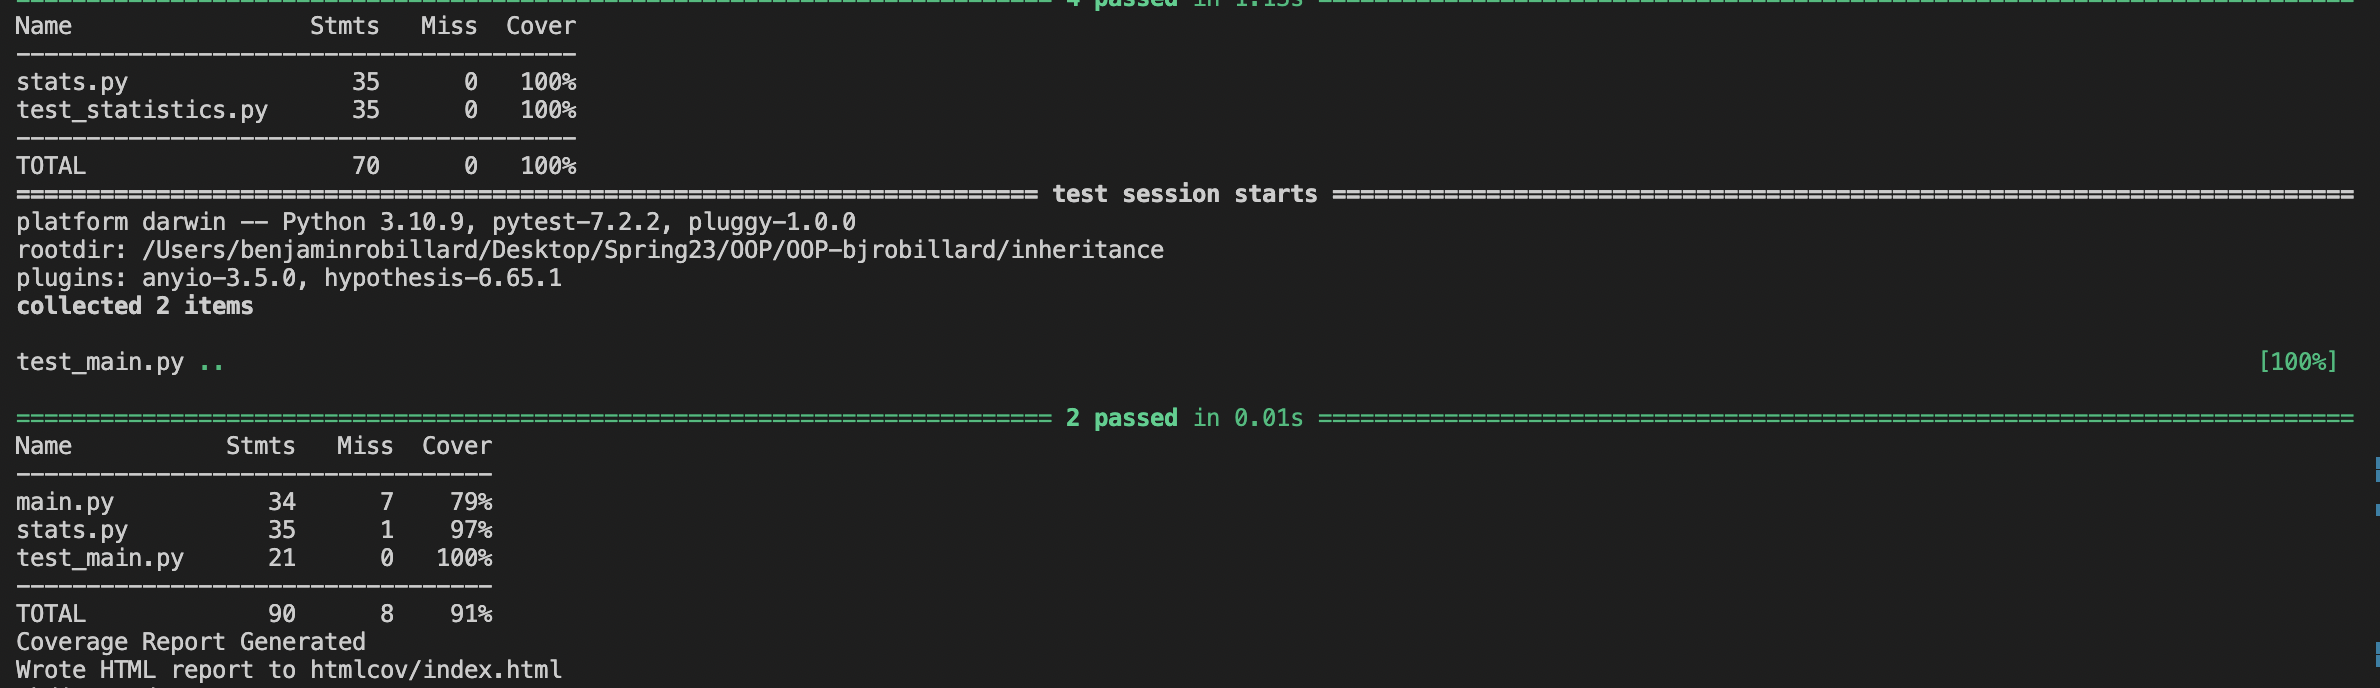 ==================== 4 passed in 1.13s ====================
Name                 Stmts   Miss  Cover
----------------------------------------
stats.py                35      0   100%
test_statistics.py      35      0   100%
----------------------------------------
TOTAL                   70      0   100%
==================== test session starts ====================
platform darwin -- Python 3.10.9, pytest-7.2.2, pluggy-1.0.0
rootdir: /Users/benjaminrobillard/Desktop/Spring23/OOP/OOP-bjrobillard/inheritance
plugins: anyio-3.5.0, hypothesis-6.65.1
collected 2 items
test_main.py .. [100%]
==================== 2 passed in 0.01s ====================
Name           Stmts   Miss  Cover
----------------------------------
main.py           34      7    79%
stats.py          35      1    97%
test_main.py      21      0   100%
----------------------------------
TOTAL             90      8    91%
Coverage Report Generated
Wrote HTML report to htmlcov/index.html